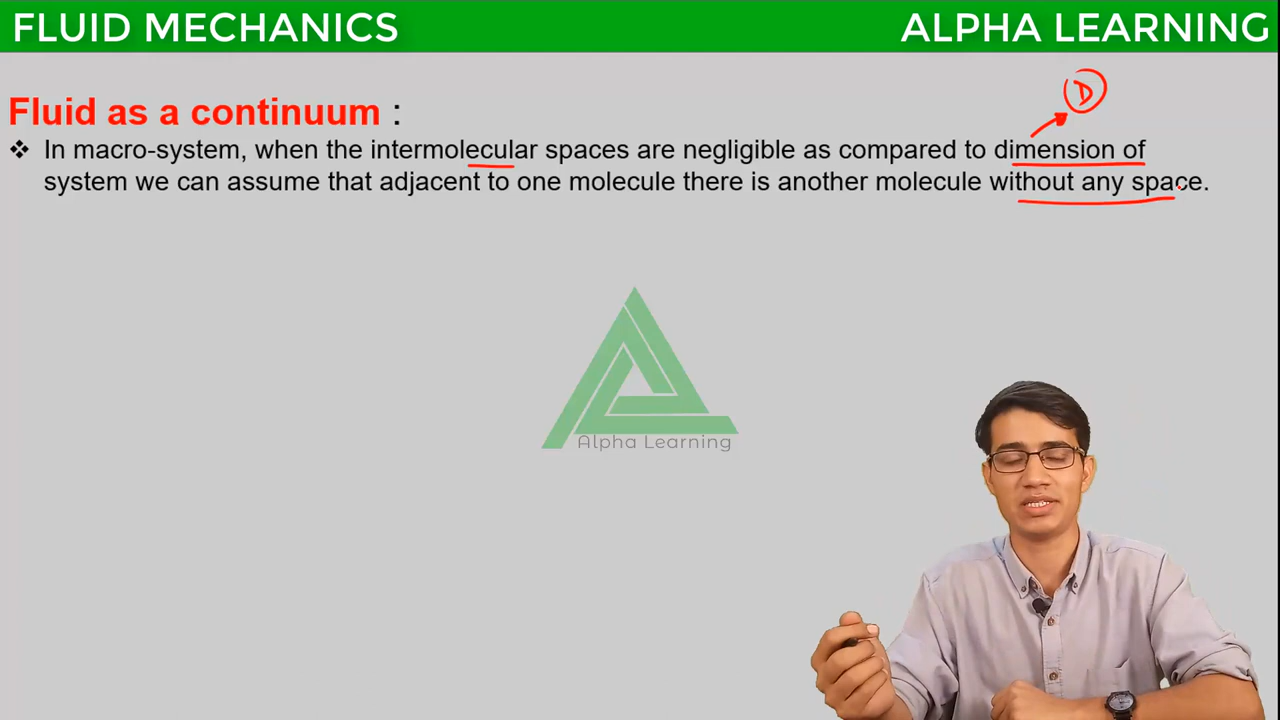 FLUID MECHANICS
ALPHA LEARNING
Fluid as a continuum :
D
❖ In macro-system, when the intermolecular spaces are negligible as compared to dimension of
system we can assume that adjacent to one molecule there is another molecule without any space.
Alpha Learning